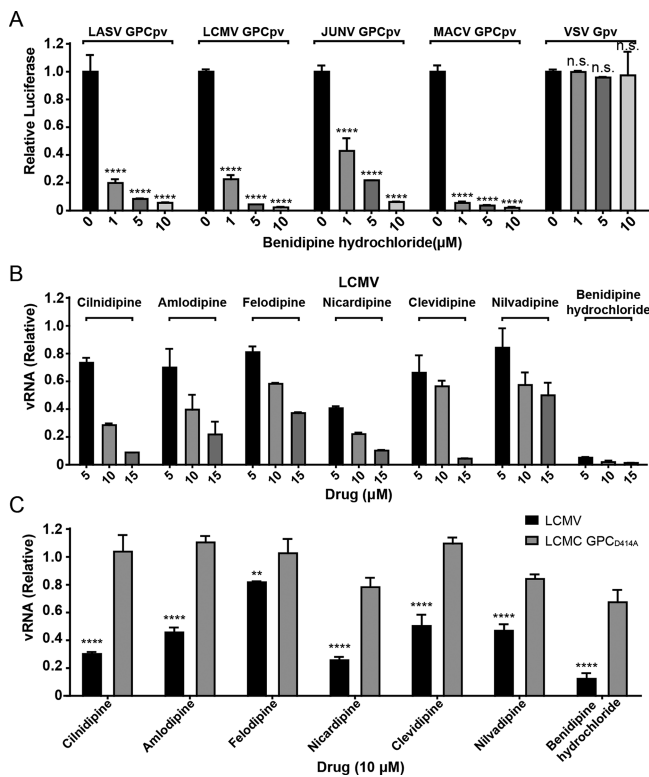 A
LASV GPCpv LCMV GPCpv JUNV GPCpv MACV GPCpv VSV Gpv
Relative Luciferase
1.2
1.0
0.8
0.6
0.4
0.2
0
**** **** ****
**** **** ****
**** **** ****
**** **** ****
n.s. n.s. n.s.
0 1 5 10 0 1 5 10 0 1 5 10 0 1 5 10 0 1 5 10
Benidipine hydrochloride(μM)
B
LCMV
Cilnidipine Amlodipine Felodipine Nicardipine Clevidipine Nilvadipine Benidipine
hydrochloride
vRNA (Relative)
1.2
1.0
0.8
0.6
0.4
0.2
0
5 10 15 5 10 15 5 10 15 5 10 15 5 10 15 5 10 15 5 10 15
Drug (μM)
C
LCMV
LCMC GPCD414A
vRNA (Relative)
1.2
1.0
0.8
0.6
0.4
0.2
0
**** **** ** **** **** **** ****
Cilnidipine Amlodipine Felodipine Nicardipine Clevidipine Nilvadipine Benidipine
hydrochloride
Drug (10 μM)